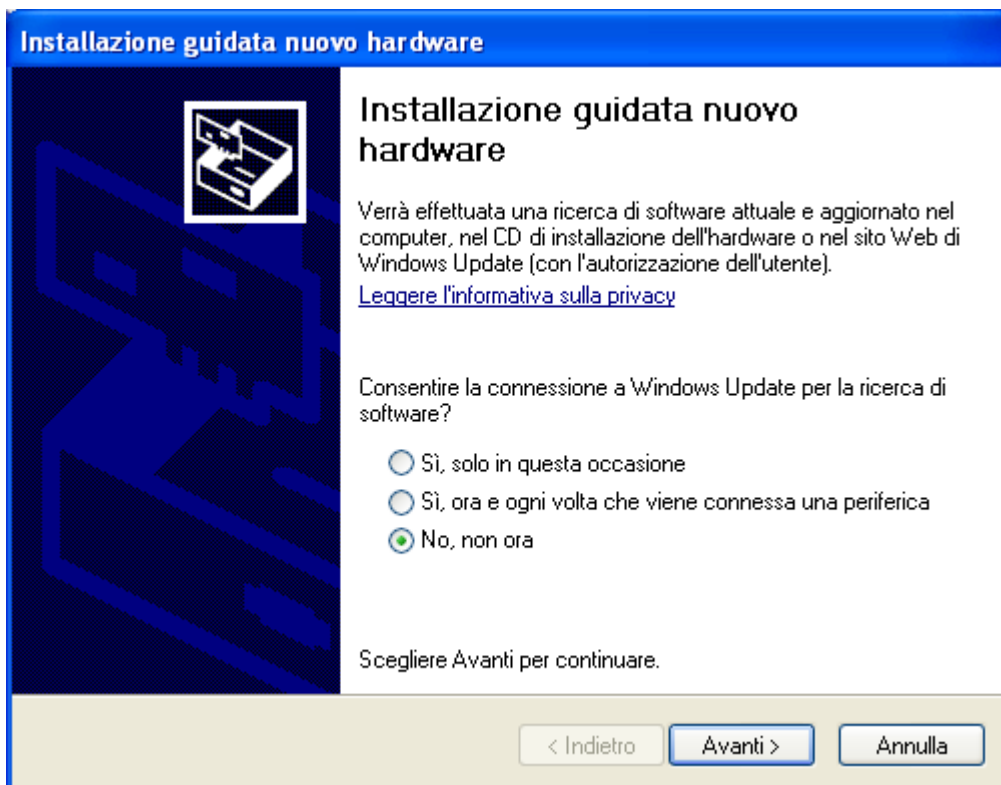 Installazione guidata nuovo hardware
Installazione guidata nuovo
hardware
Verrà effettuata una ricerca di software attuale e aggiornato nel
computer, nel CD di installazione dell'hardware o nel sito Web di
Windows Update (con l'autorizzazione dell'utente).
Leggere l'informativa sulla privacy
Consentire la connessione a Windows Update per la ricerca di
software?
Sì, solo in questa occasione
Sì, ora e ogni volta che viene connessa una periferica
No, non ora
Scegliere Avanti per continuare.
< Indietro
Avanti >
Annulla